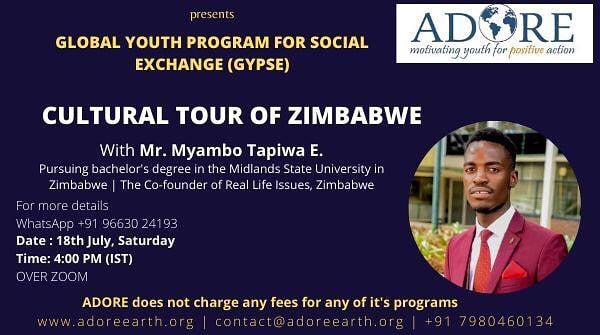 presents
ADORE
motivating youth for positive action
GLOBAL YOUTH PROGRAM FOR SOCIAL
EXCHANGE (GYPSE)
CULTURAL TOUR OF ZIMBABWE
With Mr. Myambo Tapiwa E.
Pursuing bachelor's degree in the Midlands State University in
Zimbabwe | The Co-founder of Real Life Issues, Zimbabwe
For more details
WhatsApp +91 96630 24193
Date : 18th July, Saturday
Time: 4:00 PM (IST)
OVER ZOOM
ADORE does not charge any fees for any of it's programs
www.adoreearth.org | contact@adoreearth.org | +91 7980460134